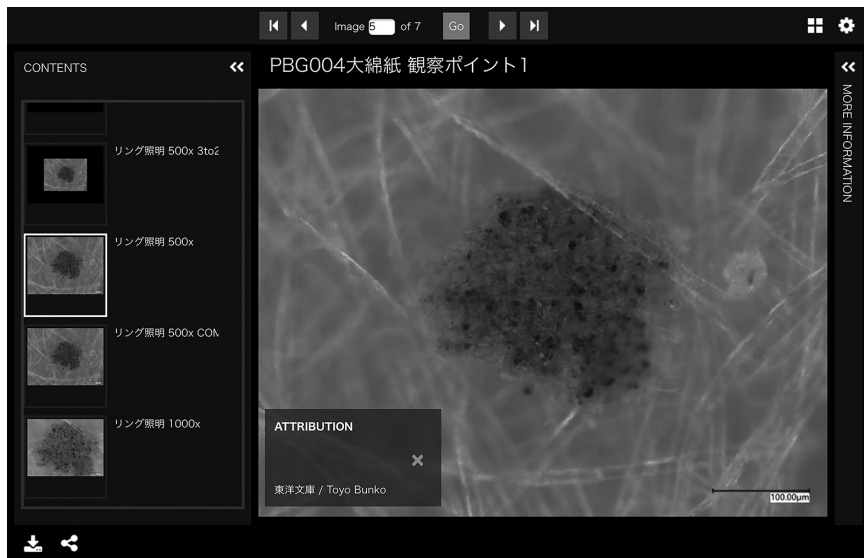 Image 5 of 7 Go
CONTENTS
PBG004大綿紙 観察ポイント1
MORE INFORMATION
リング照明 500x 3to2
リング照明 500x
リング照明 500x COM
リング照明 1000x
ATTRIBUTION
東洋文庫 / Toyo Bunko
100.00μm